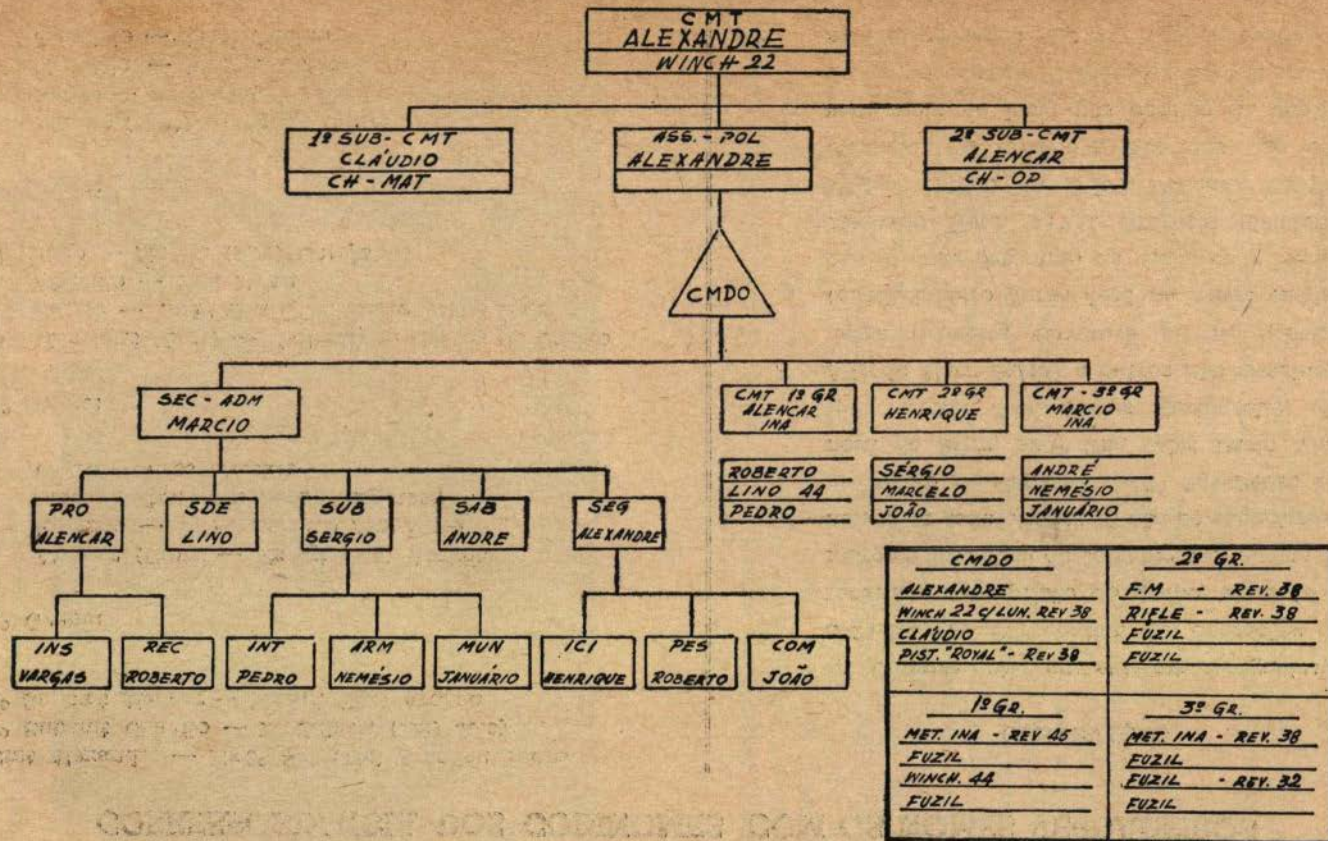 CMT
ALEXANDRE
WINCH 22
1º SUB-CMT
CLÁUDIO
CH-MAT
ASS.-POL
ALEXANDRE
2º SUB-CMT
ALENCAR
CH-OP
CMDO
SEC-ADM
MARCIO
CMT 1º GR
ALENCAR
INA
CMT 2º GR
HENRIQUE
CMT-3º GR
MARCIO
INA
ROBERTO
LINO 44
PEDRO
SÉRGIO
MARCELO
JOÃO
ANDRÉ
NEMÉSIO
JANUÁRIO
PRO
ALENCAR
SDE
LINO
SUB
SERGIO
SAB
ANDRE
SEG
ALEXANDRE
INS
VARGAS
REC
ROBERTO
INT
PEDRO
ARM
NEMÉSIO
MUN
JANUÁRIO
ICI
HENRIQUE
PES
ROBERTO
COM
JOÃO
CMDO
ALEXANDRE
WINCH 22 C/ LUN. REV 38
CLAÚDIO
PIST. "ROYAL" - REV 38
2º GR.
F.M - REV. 38
RIFLE - REV. 38
FUZIL
FUZIL
1º GR.
MET. INA - REV 45
FUZIL
WINCH. 44
FUZIL
3º GR.
MET. INA - REV. 38
FUZIL
FUZIL - REV. 32
FUZIL